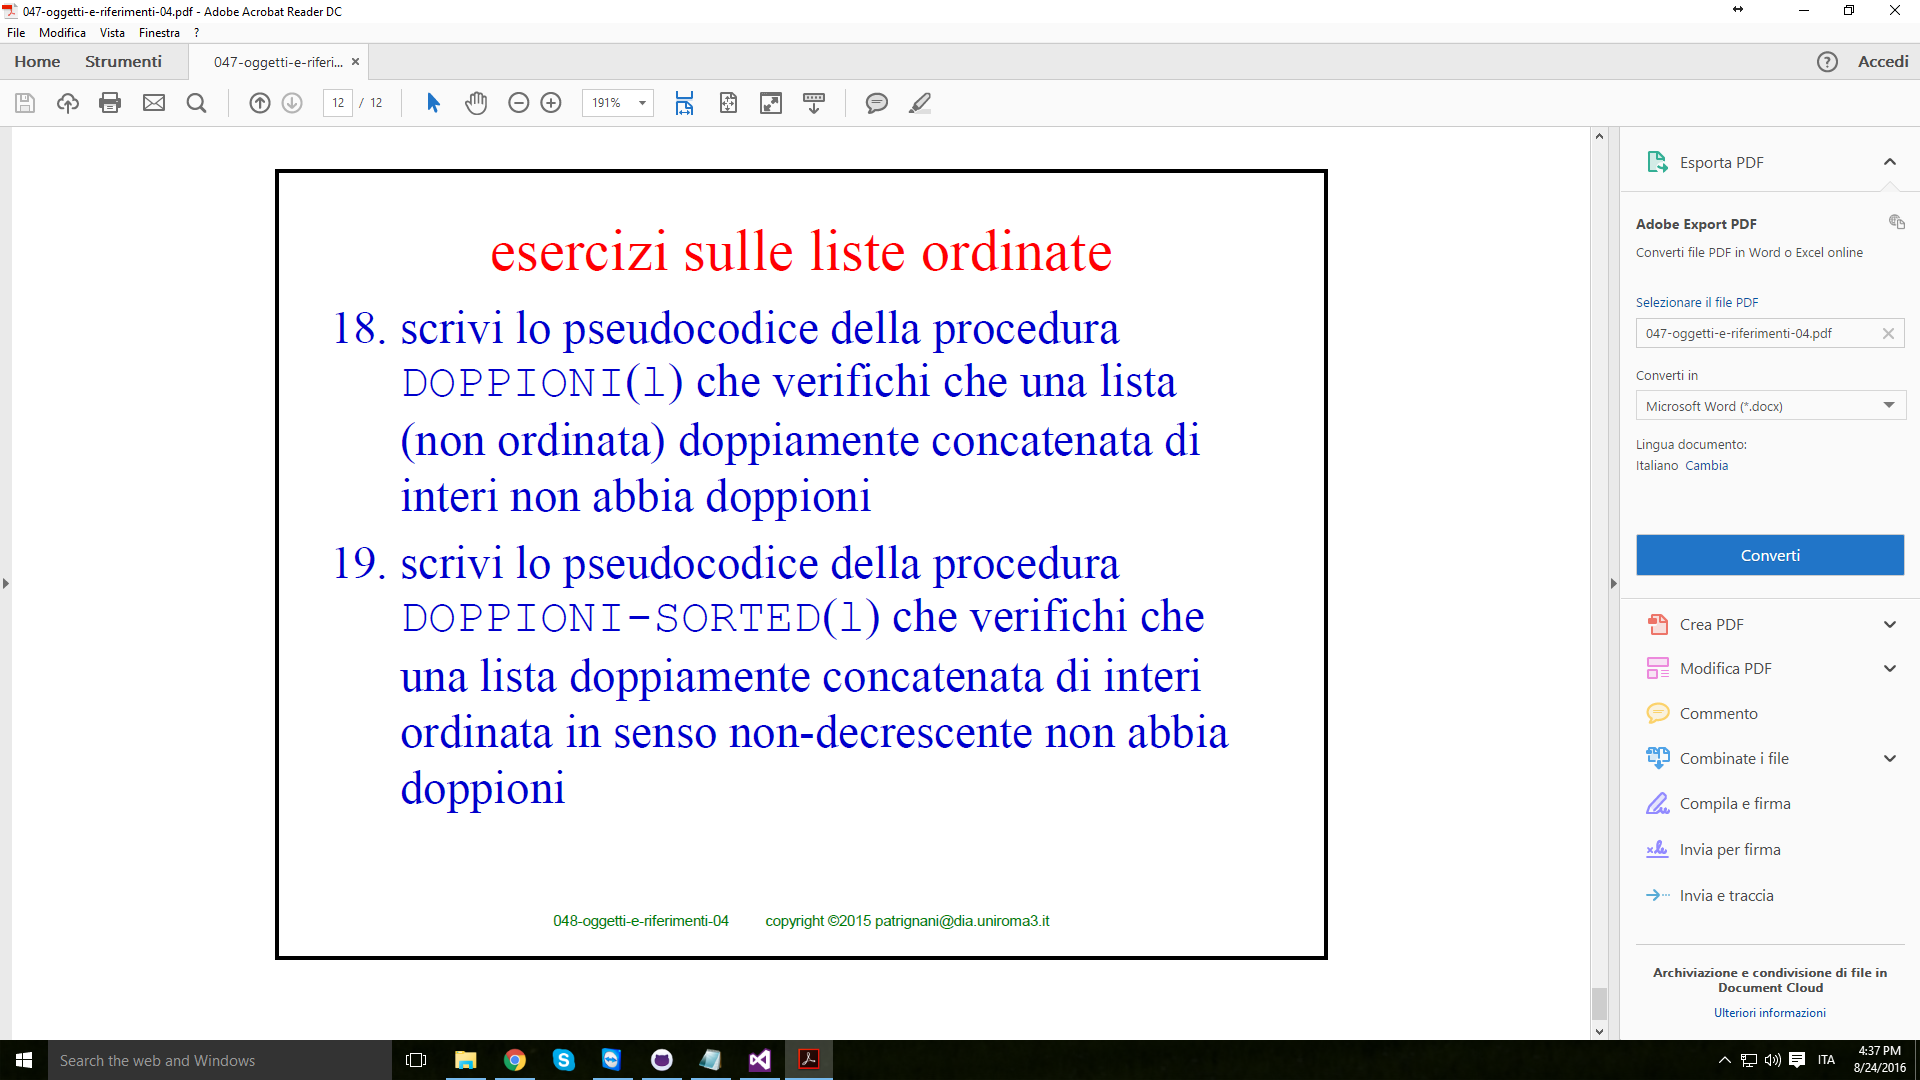 047-oggetti-e-riferimenti-04.pdf - Adobe Acrobat Reader DC
File Modifica Vista Finestra ?
Home Strumenti 047-oggetti-e-riferi... × ? Accedi
12 / 12 191%
esercizi sulle liste ordinate
18. scrivi lo pseudocodice della procedura
DOPPIONI(l) che verifichi che una lista
(non ordinata) doppiamente concatenata di
interi non abbia doppioni
19. scrivi lo pseudocodice della procedura
DOPPIONI-SORTED(l) che verifichi che
una lista doppiamente concatenata di interi
ordinata in senso non-decrescente non abbia
doppioni
048-oggetti-e-riferimenti-04 copyright ©2015 patrignani@dia.uniroma3.it
Esporta PDF
Adobe Export PDF
Converti file PDF in Word o Excel online
Selezionare il file PDF
047-oggetti-e-riferimenti-04.pdf
Converti in
Microsoft Word (*.docx)
Lingua documento:
Italiano Cambia
Converti
Crea PDF
Modifica PDF
Commento
Combinate i file
Compila e firma
Invia per firma
Invia e traccia
Archiviazione e condivisione di file in
Document Cloud
Ulteriori informazioni
Search the web and Windows
ITA
4:37 PM
8/24/2016